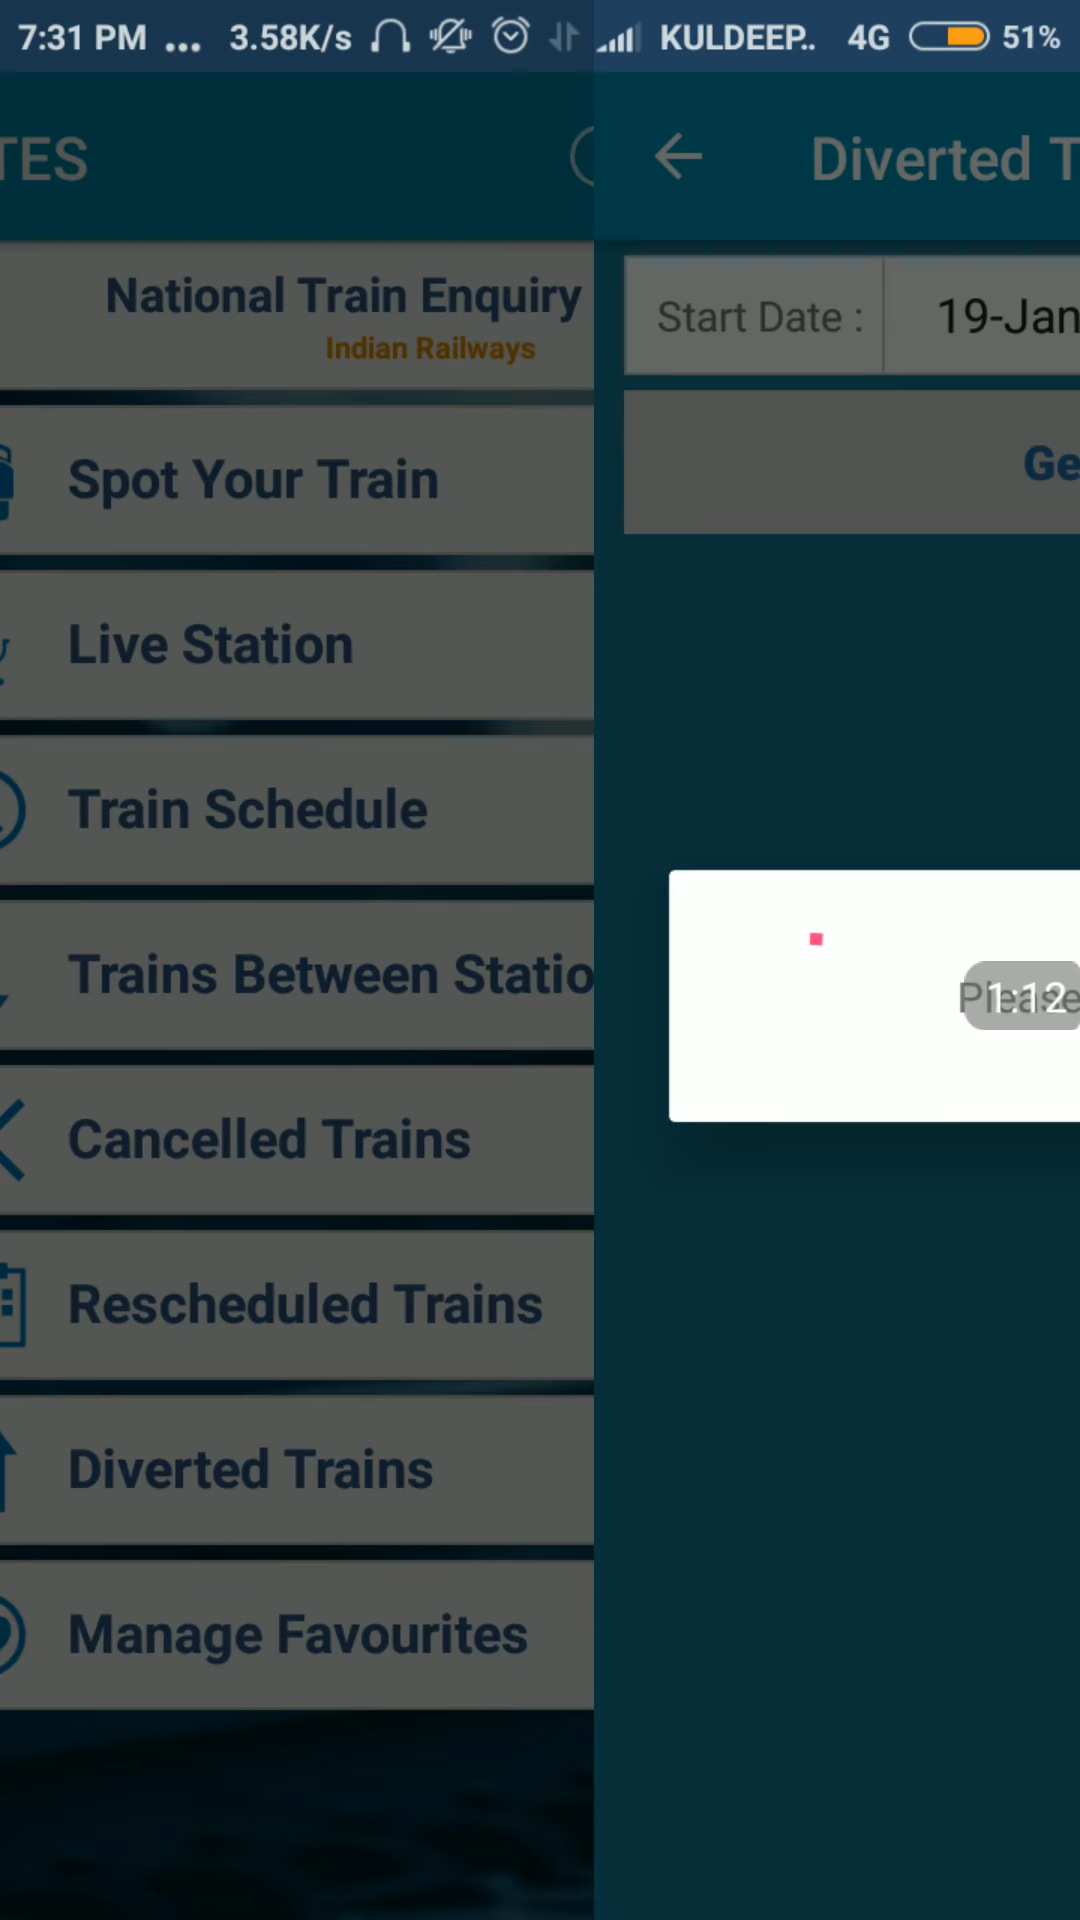 7:31 PM ... 3.58K/s KULDEEP.. 4G 51%
TES
Diverted T
National Train Enquiry
Indian Railways
Start Date : 19-Jan
Ge
Spot Your Train
Live Station
Train Schedule
Trains Between Statio
Please
1:12
Cancelled Trains
Rescheduled Trains
Diverted Trains
Manage Favourites